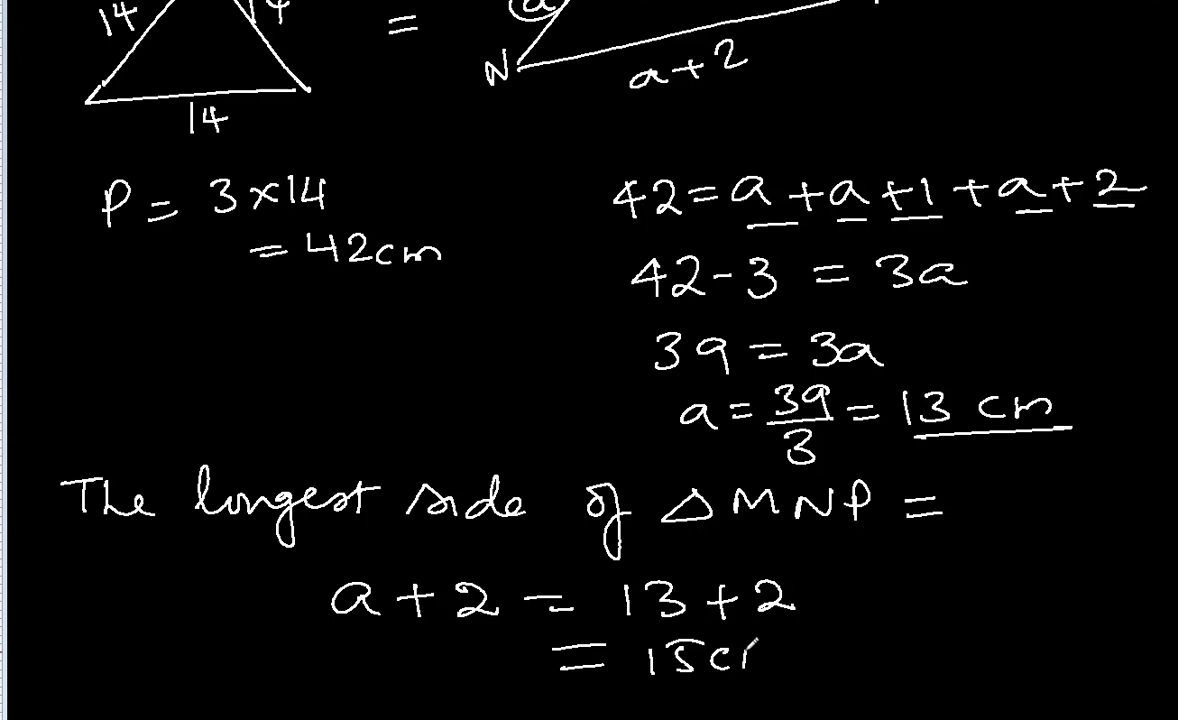 14 14 = a
N a+2
14
P = 3×14
= 42cm
42 = a + a + 1 + a + 2
42 - 3 = 3a
39 = 3a
a = 39/3 = 13 cm
The longest side of △MNP =
a + 2 = 13 + 2
= 15c